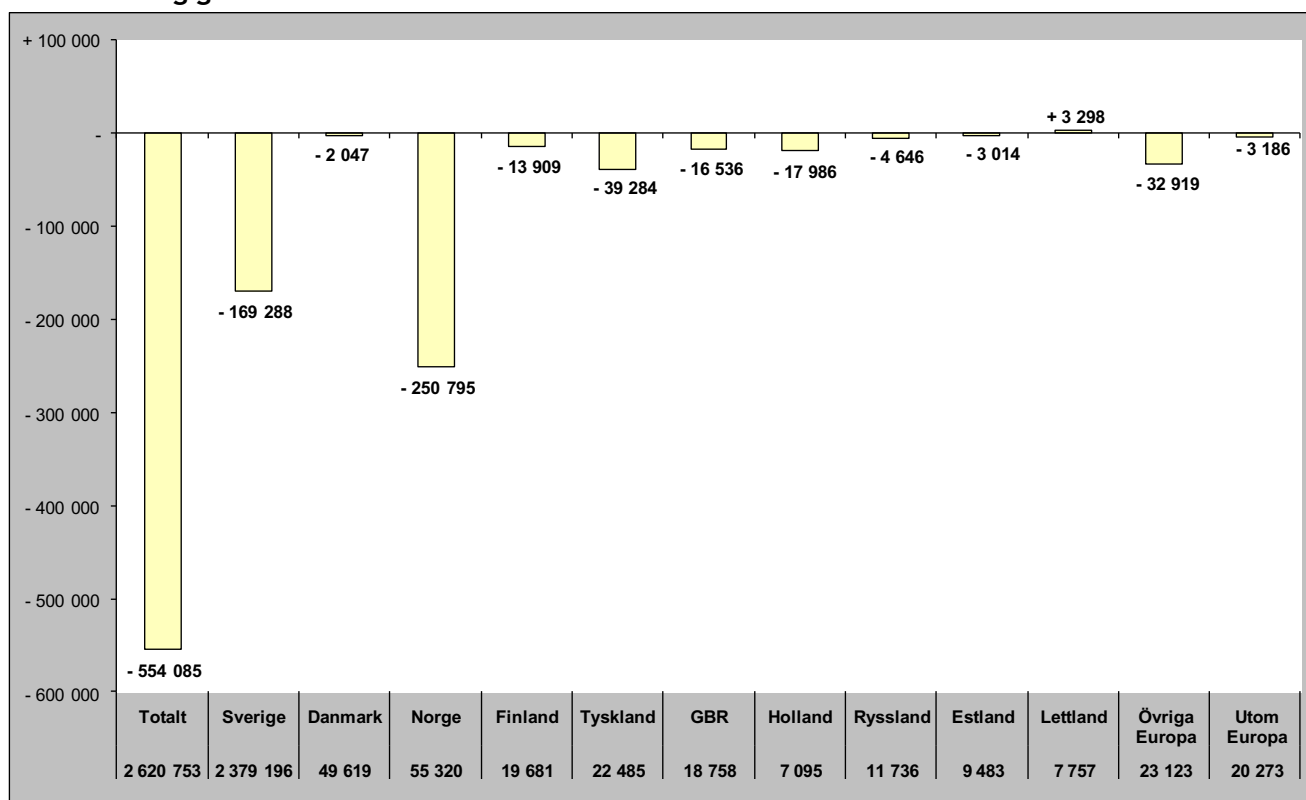 + 100 000
-
- 100 000
- 200 000
- 300 000
- 400 000
- 500 000
- 600 000
- 554 085
- 169 288
- 2 047
- 250 795
- 13 909
- 39 284
- 16 536
- 17 986
- 4 646
- 3 014
+ 3 298
- 32 919
- 3 186
Totalt Sverige Danmark Norge Finland Tyskland GBR Holland Ryssland Estland Lettland Övriga Europa Utom Europa
2 620 753 2 379 196 49 619 55 320 19 681 22 485 18 758 7 095 11 736 9 483 7 757 23 123 20 273